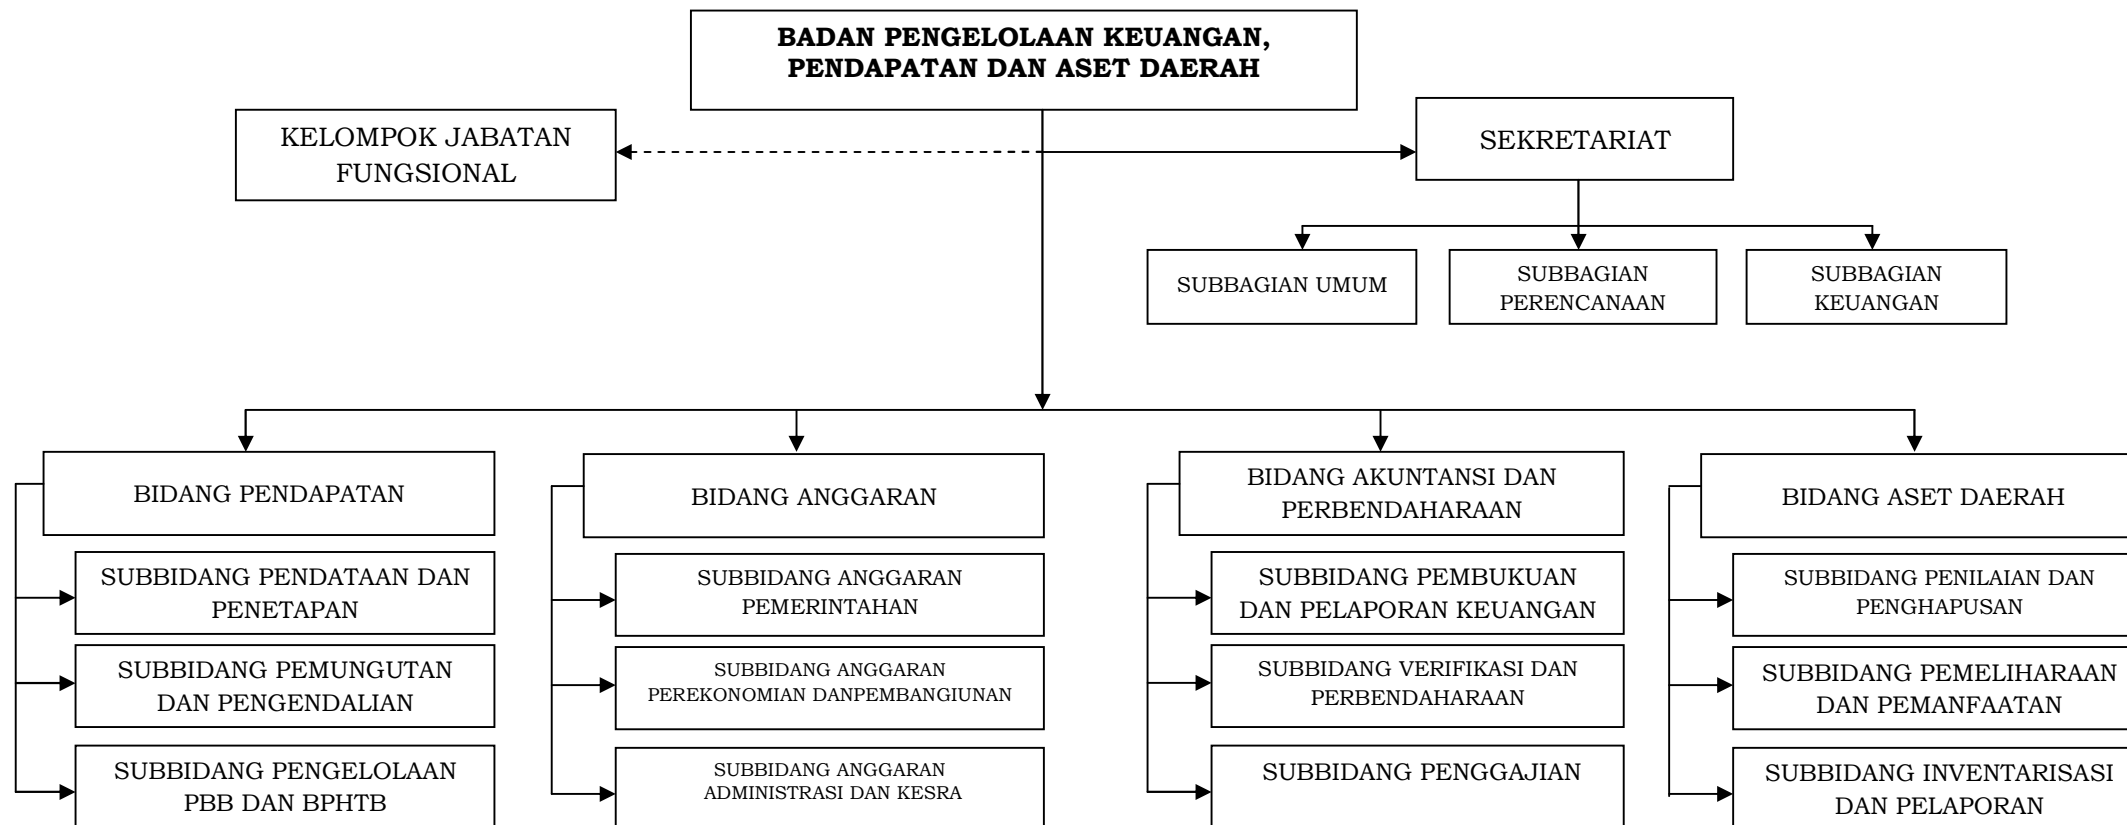 BADAN PENGELOLAAN KEUANGAN,
PENDAPATAN DAN ASET DAERAH
KELOMPOK JABATAN
FUNGSIONAL
SEKRETARIAT
SUBBAGIAN UMUM
SUBBAGIAN
PERENCANAAN
SUBBAGIAN
KEUANGAN
BIDANG PENDAPATAN
SUBBIDANG PENDATAAN DAN
PENETAPAN
SUBBIDANG PEMUNGUTAN
DAN PENGENDALIAN
SUBBIDANG PENGELOLAAN
PBB DAN BPHTB
BIDANG ANGGARAN
SUBBIDANG ANGGARAN
PEMERINTAHAN
SUBBIDANG ANGGARAN
PEREKONOMIAN DANPEMBANGIUNAN
SUBBIDANG ANGGARAN
ADMINISTRASI DAN KESRA
BIDANG AKUNTANSI DAN
PERBENDAHARAAN
SUBBIDANG PEMBUKUAN
DAN PELAPORAN KEUANGAN
SUBBIDANG VERIFIKASI DAN
PERBENDAHARAAN
SUBBIDANG PENGGAJIAN
BIDANG ASET DAERAH
SUBBIDANG PENILAIAN DAN
PENGHAPUSAN
SUBBIDANG PEMELIHARAAN
DAN PEMANFAATAN
SUBBIDANG INVENTARISASI
DAN PELAPORAN